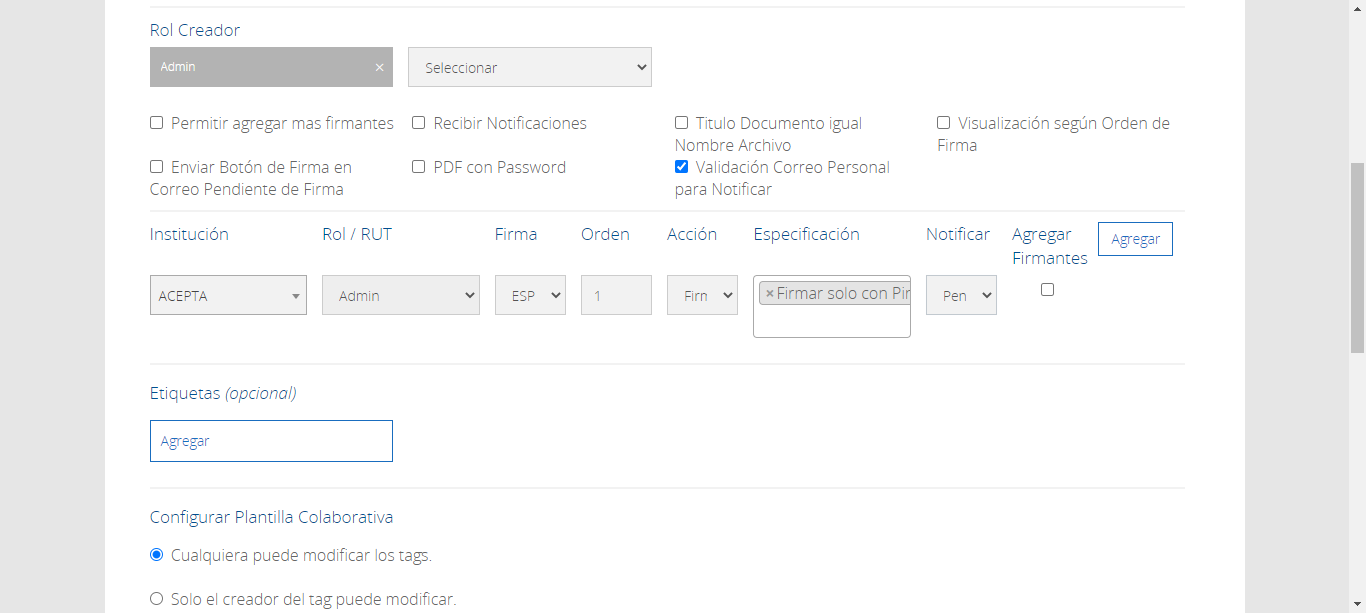 Rol Creador
Admin ×
Seleccionar
Permitir agregar mas firmantes
Recibir Notificaciones
Titulo Documento igual
Nombre Archivo
Visualización según Orden de
Firma
Enviar Botón de Firma en
Correo Pendiente de Firma
PDF con Password
Validación Correo Personal
para Notificar
Institución Rol / RUT Firma Orden Acción Especificación Notificar Agregar
Firmantes
Agregar
ACEPTA Admin ESP 1 Firn ×Firmar solo con Pin Pen
Etiquetas (opcional)
Agregar
Configurar Plantilla Colaborativa
Cualquiera puede modificar los tags.
Solo el creador del tag puede modificar.